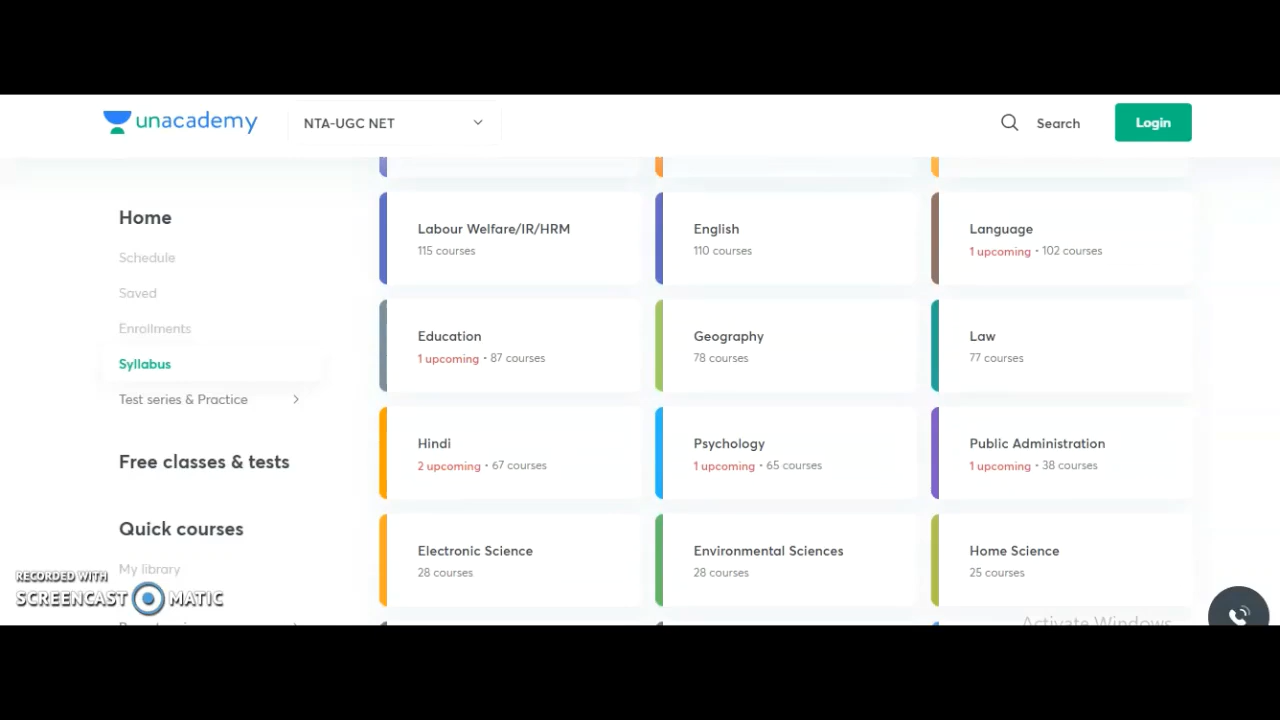 unacademy
NTA-UGC NET
Search
Login
Home
Schedule
Saved
Enrollments
Syllabus
Test series & Practice
Free classes & tests
Quick courses
My library
Labour Welfare/IR/HRM
115 courses
English
110 courses
Language
1 upcoming • 102 courses
Education
1 upcoming • 87 courses
Geography
78 courses
Law
77 courses
Hindi
2 upcoming • 67 courses
Psychology
1 upcoming • 65 courses
Public Administration
1 upcoming • 38 courses
Electronic Science
28 courses
Environmental Sciences
28 courses
Home Science
25 courses
RECORDED WITH
SCREENCAST MATIC
Activate Windows